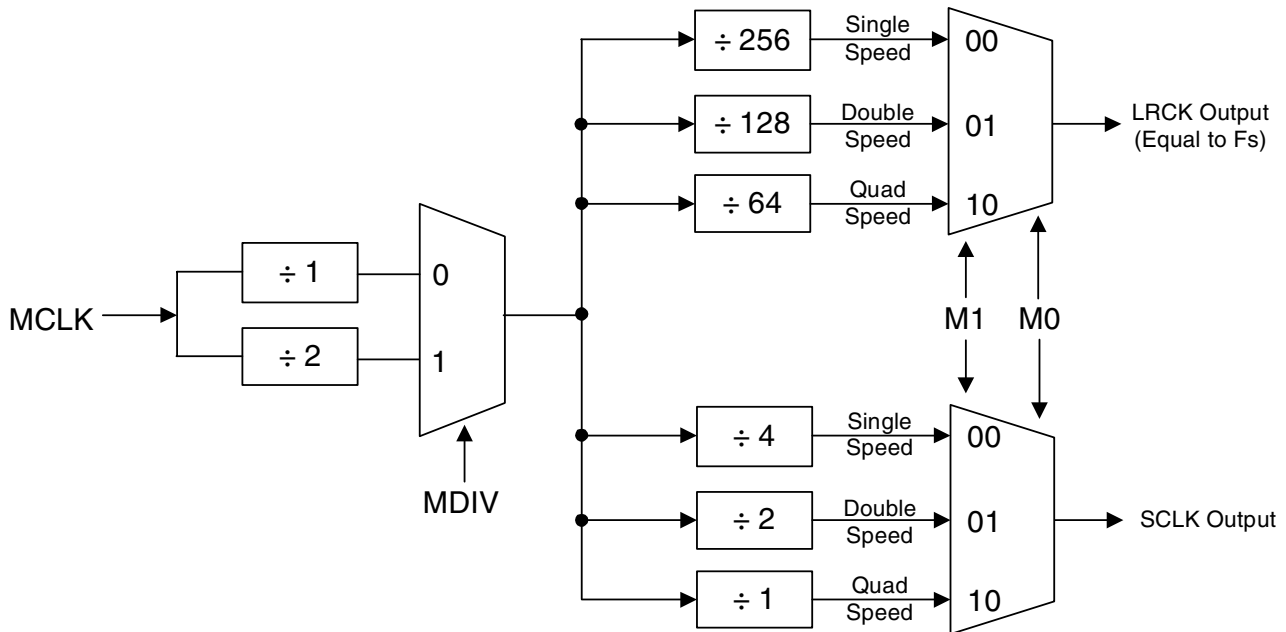 ÷ 256
Single
Speed
00
÷ 128
Double
Speed
01
LRCK Output
(Equal to Fs)
÷ 64
Quad
Speed
10
MCLK
÷ 1
0
÷ 2
1
MDIV
M1
M0
÷ 4
Single
Speed
00
÷ 2
Double
Speed
01
SCLK Output
÷ 1
Quad
Speed
10